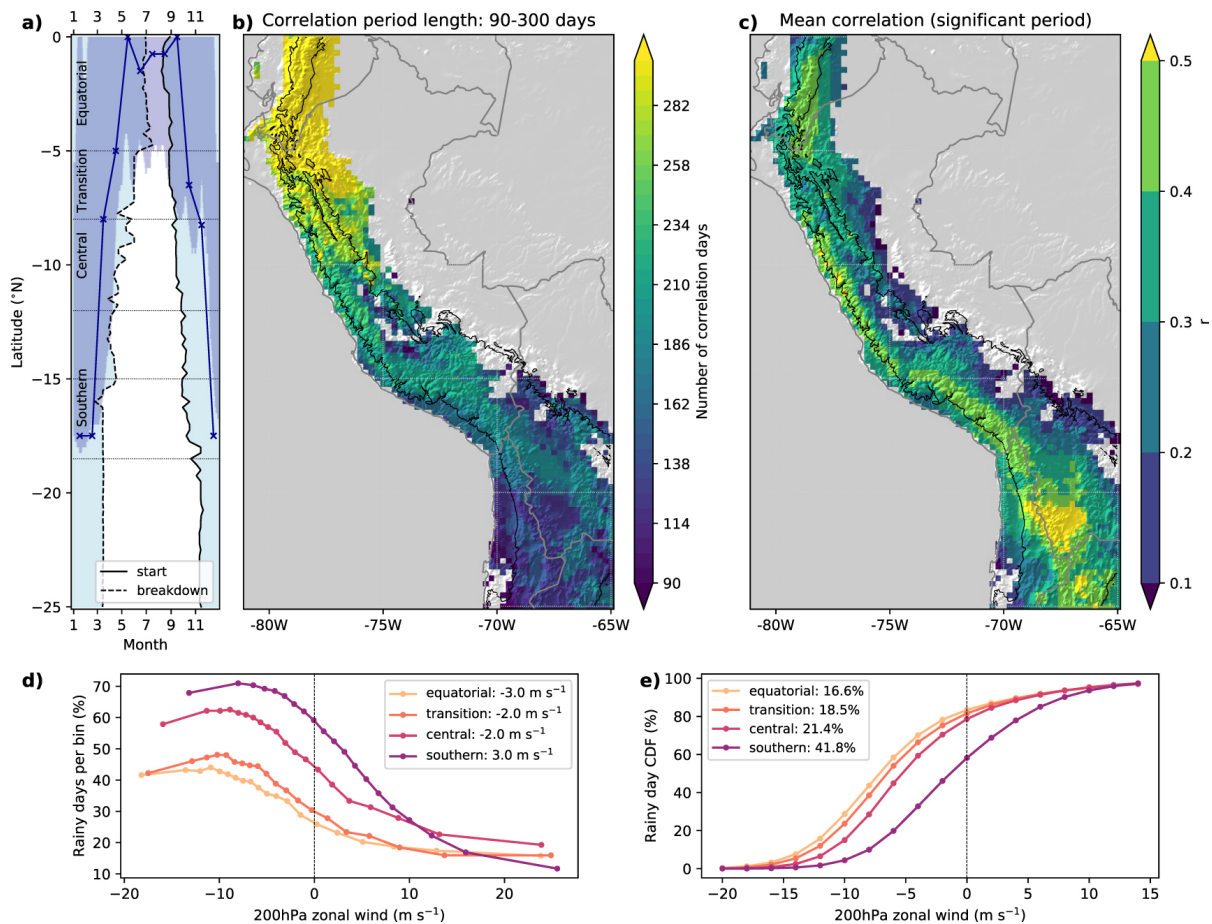 a)
1 3 5 7 9 11
0
−5
−10
−15
−20
−25
Latitude (°N)
Equatorial
Transition
Central
Southern
start
breakdown
1 3 5 7 9 11
Month
b) Correlation period length: 90-300 days
-80W -75W -70W -65W
282
258
234
210
186
162
138
114
90
Number of correlation days
c) Mean correlation (significant period)
-80W -75W -70W -65W
0.5
0.4
0.3
0.2
0.1
r
d)
70
60
50
40
30
20
10
Rainy days per bin (%)
equatorial: -3.0 m s⁻¹
transition: -2.0 m s⁻¹
central: -2.0 m s⁻¹
southern: 3.0 m s⁻¹
−20 −10 0 10 20
200hPa zonal wind (m s⁻¹)
e)
100
80
60
40
20
0
Rainy day CDF (%)
equatorial: 16.6%
transition: 18.5%
central: 21.4%
southern: 41.8%
−20 −15 −10 −5 0 5 10 15
200hPa zonal wind (m s⁻¹)